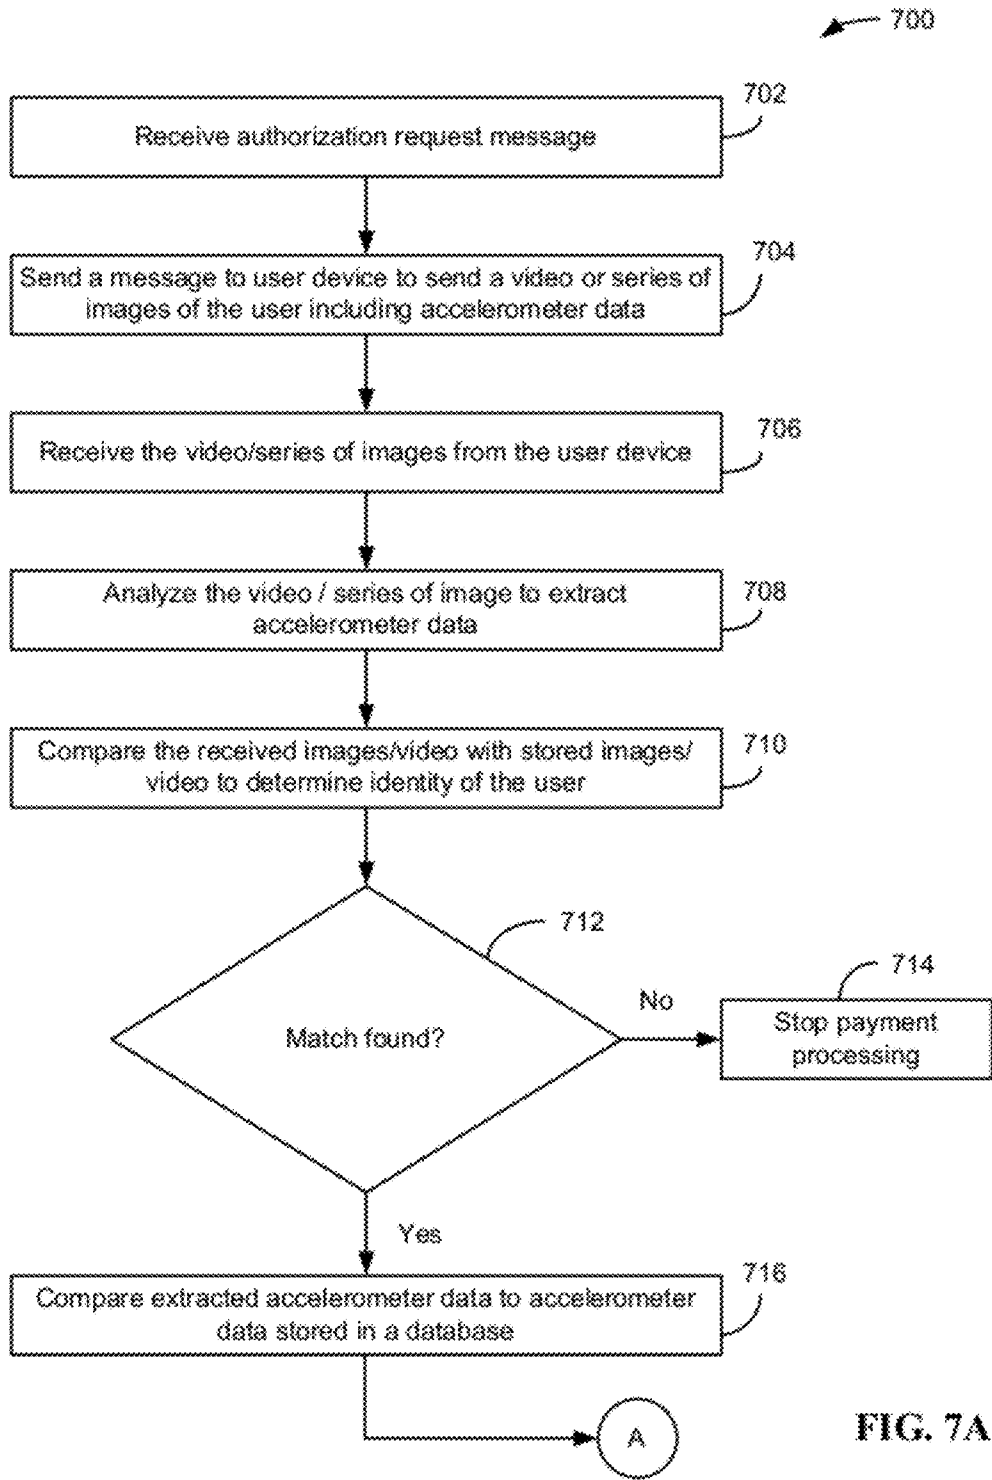 700
702
Receive authorization request message
704
Send a message to user device to send a video or series of
images of the user including accelerometer data
706
Receive the video/series of images from the user device
708
Analyze the video / series of image to extract
accelerometer data
710
Compare the received images/video with stored images/
video to determine identity of the user
712
Match found?
No
714
Stop payment
processing
Yes
716
Compare extracted accelerometer data to accelerometer
data stored in a database
A
FIG. 7A